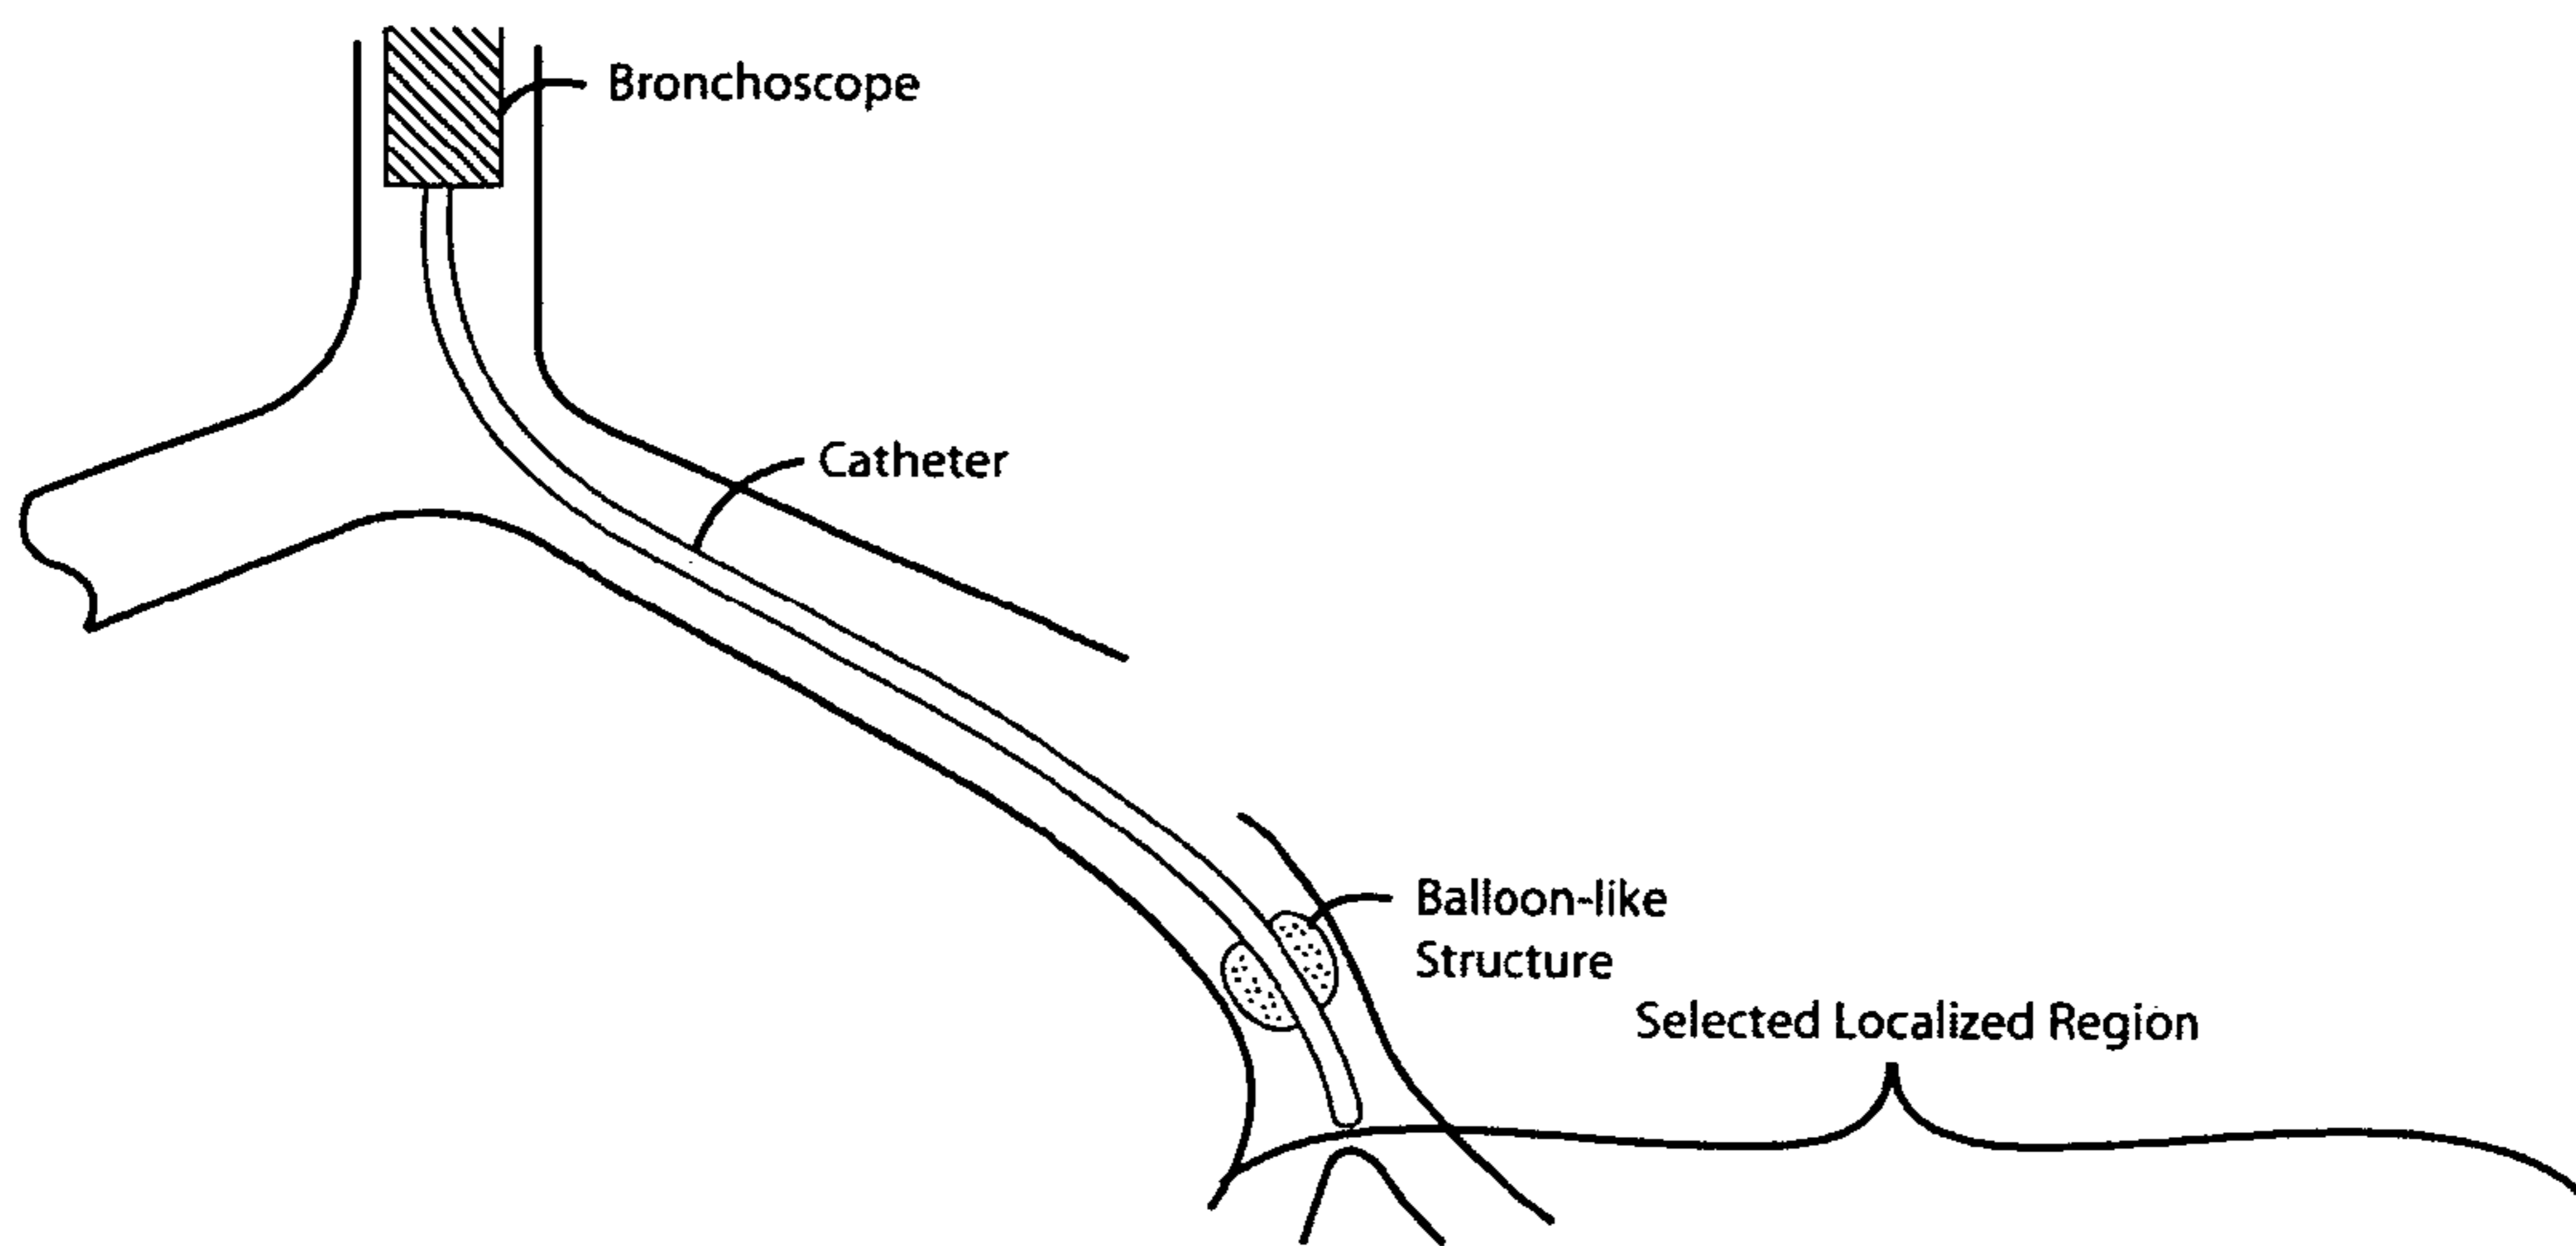 Bronchoscope
Catheter
Balloon-like
Structure
Selected Localized Region